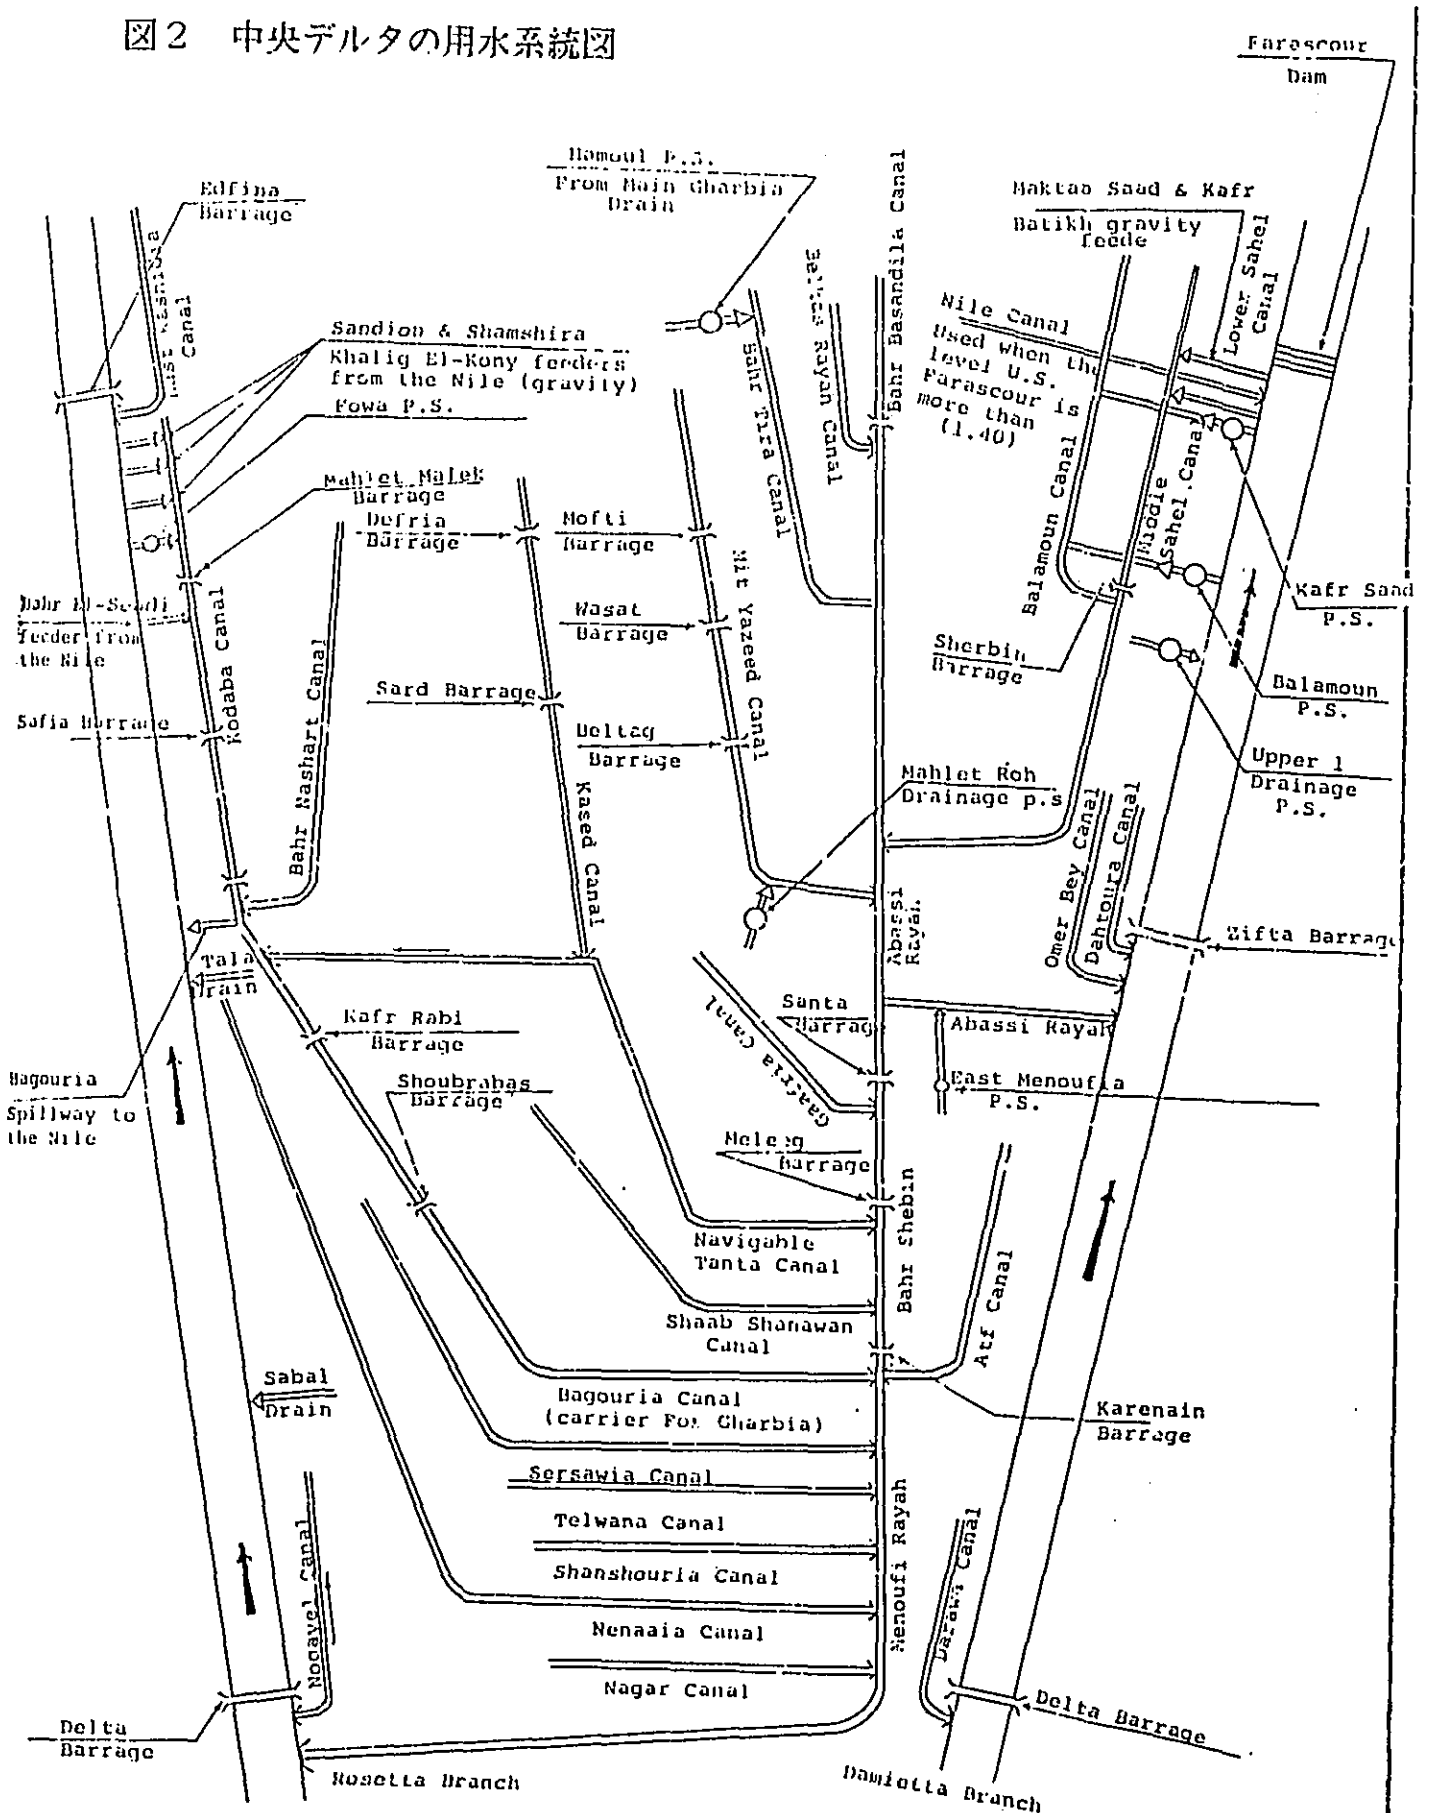 図2 中央デルタの用水系統図
Farascour
Dam
Hamoul P.S.
From Main Gharbia
Drain
Edfina
Barrage
Canal
Maktaa Saad & Kafr
Batikh gravity
Bahr Basandila Canal
Rayan Canal
Bahr Tira Canal
Lower Sahel
Canal
Nile Canal
Used when the
level U.S.
Farascour is
more than
(1.40)
Sandion & Shamshira
Khalig El-Kony feeders
from the Nile (gravity)
Fowa P.S.
Mahlet Malek
Barrage
Defria
Barrage
Mofti
Barrage
Mit Yazeed Canal
Balamoun Canal
Middle
Sahel Canal
Kafr Saad
P.S.
feeder from
the Nile
Kodaba Canal
Wasat
Barrage
Sherbin
Barrage
Balamoun
P.S.
Bahr Nashart Canal
Sard Barrage
Safia Barrage
Beltag
Barrage
Upper 1
Drainage
P.S.
Mahlet Roh
Drainage p.s
Kased Canal
Omer Bey Canal
Dahtoura Canal
Abassi
Rayah
Zifta Barrage
Tala
Drain
Kafr Rabi
Barrage
Santa
Barrage
Abassi Rayah
Gaafria Canal
Bagouria
Spillway to
the Nile
Shoubrabas
Barrage
East Menoufia
P.S.
Meleeg
Barrage
Navigable
Tanta Canal
Bahr Shebin
Atf Canal
Shaab Shanawan
Canal
Sabal
Drain
Bagouria Canal
(carrier For Gharbia)
Karenain
Barrage
Sersawia Canal
Telwana Canal
Shanshouria Canal
Menoufi Rayah
Nenaaia Canal
Nagar Canal
Canal
Canal
Delta
Barrage
Delta Barrage
Rosetta Branch
Damietta Branch